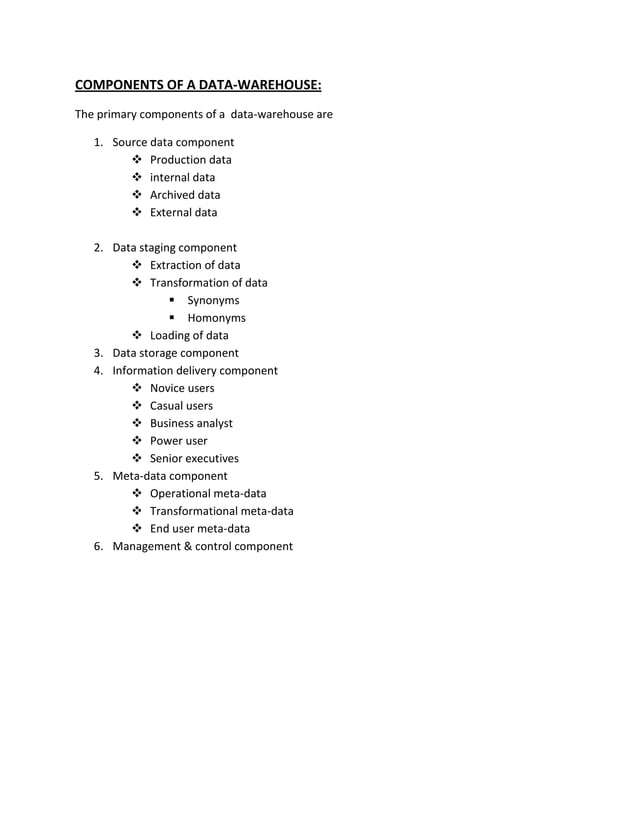 COMPONENTS OF A DATA-WAREHOUSE:
The primary components of a  data-warehouse are
1. Source data component
❖ Production data
❖ internal data
❖ Archived data
❖ External data
2. Data staging component
❖ Extraction of data
❖ Transformation of data
▪ Synonyms
▪ Homonyms
❖ Loading of data
3. Data storage component
4. Information delivery component
❖ Novice users
❖ Casual users
❖ Business analyst
❖ Power user
❖ Senior executives
5. Meta-data component
❖ Operational meta-data
❖ Transformational meta-data
❖ End user meta-data
6. Management & control component